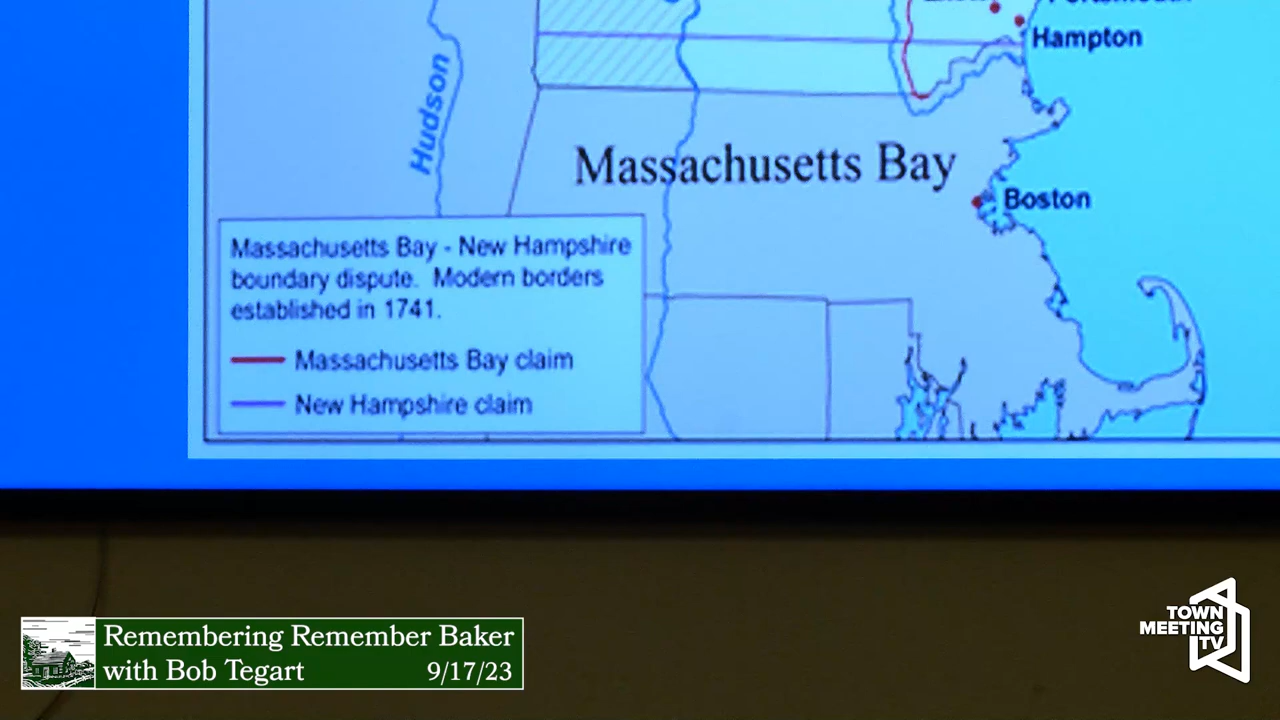 Hampton
Hudson
Massachusetts Bay
Boston
Massachusetts Bay - New Hampshire
boundary dispute. Modern borders
established in 1741.
Massachusetts Bay claim
New Hampshire claim
Remembering Remember Baker
with Bob Tegart 9/17/23
TOWN
MEETING
TV